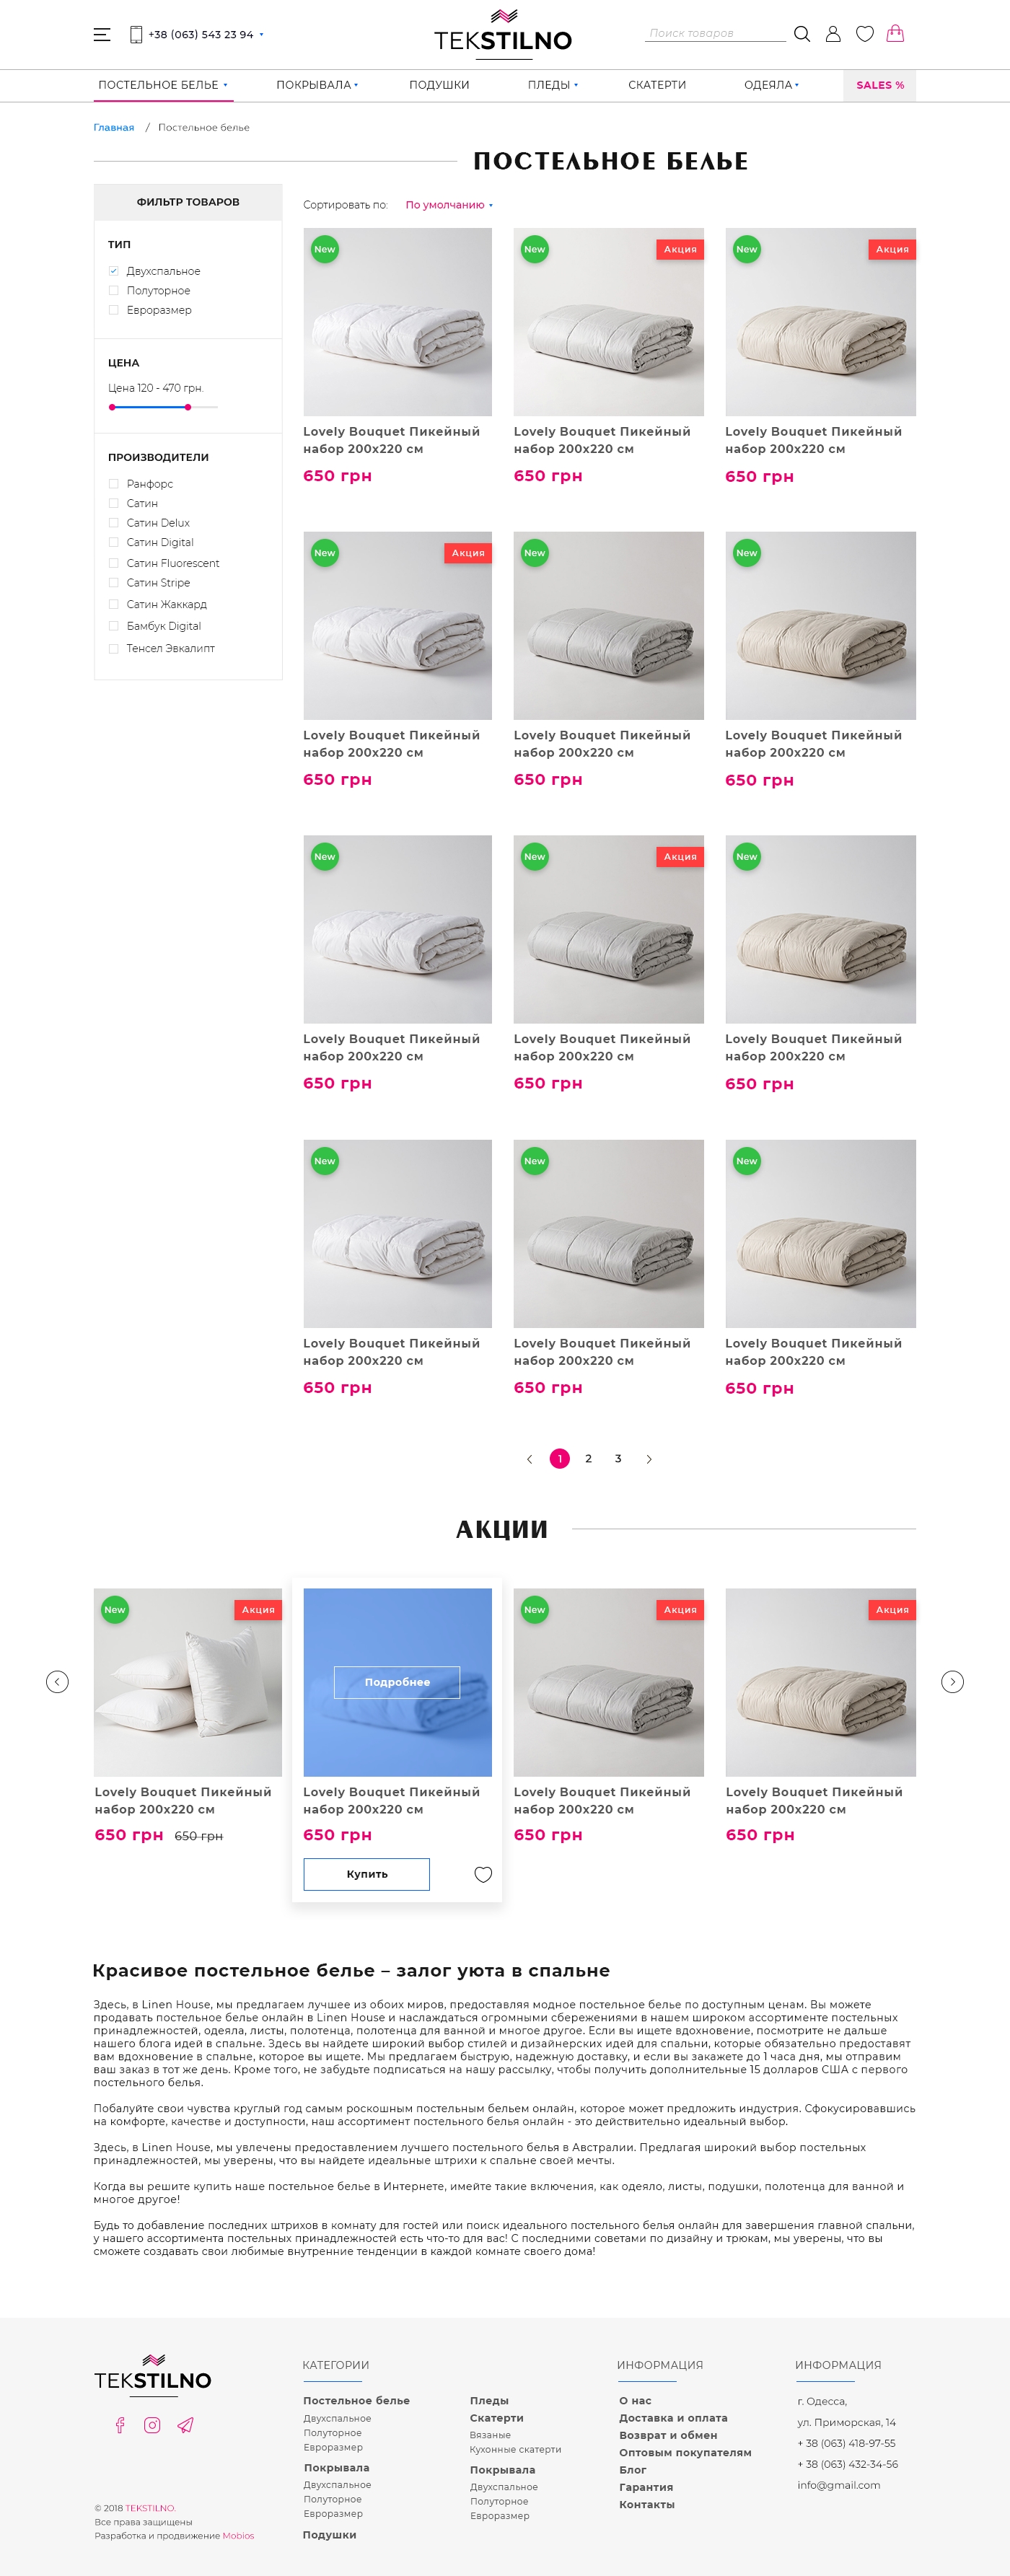 +38 (063) 543 23 94
TEKSTILNO
Поиск товаров
ПОСТЕЛЬНОЕ БЕЛЬЕ
ПОКРЫВАЛА
ПОДУШКИ
ПЛЕДЫ
СКАТЕРТИ
ОДЕЯЛА
SALES %
Главная / Постельное белье
ПОСТЕЛЬНОЕ БЕЛЬЕ
ФИЛЬТР ТОВАРОВ
ТИП
Двухспальное
Полуторное
Евроразмер
ЦЕНА
Цена 120 - 470 грн.
ПРОИЗВОДИТЕЛИ
Ранфорс
Сатин
Сатин Delux
Сатин Digital
Сатин Fluorescent
Сатин Stripe
Сатин Жаккард
Бамбук Digital
Тенсел Эвкалипт
Сортировать по: По умолчанию
New
New
Акция
New
Акция
Lovely Bouquet Пикейный
набор 200x220 см
650 грн
Lovely Bouquet Пикейный
набор 200x220 см
650 грн
Lovely Bouquet Пикейный
набор 200x220 см
650 грн
New
Акция
New
New
Lovely Bouquet Пикейный
набор 200x220 см
650 грн
Lovely Bouquet Пикейный
набор 200x220 см
650 грн
Lovely Bouquet Пикейный
набор 200x220 см
650 грн
New
New
Акция
New
Lovely Bouquet Пикейный
набор 200x220 см
650 грн
Lovely Bouquet Пикейный
набор 200x220 см
650 грн
Lovely Bouquet Пикейный
набор 200x220 см
650 грн
New
New
New
Lovely Bouquet Пикейный
набор 200x220 см
650 грн
Lovely Bouquet Пикейный
набор 200x220 см
650 грн
Lovely Bouquet Пикейный
набор 200x220 см
650 грн
1 2 3
АКЦИИ
New
Акция
Lovely Bouquet Пикейный
набор 200x220 см
650 грн 650 грн
Подробнее
Lovely Bouquet Пикейный
набор 200x220 см
650 грн
Купить
New
Акция
Lovely Bouquet Пикейный
набор 200x220 см
650 грн
Акция
Lovely Bouquet Пикейный
набор 200x220 см
650 грн
Красивое постельное белье – залог уюта в спальне
Здесь, в Linen House, мы предлагаем лучшее из обоих миров, предоставляя модное постельное белье по доступным ценам. Вы можете
продавать постельное белье онлайн в Linen House и наслаждаться огромными сбережениями в нашем широком ассортименте постельных
принадлежностей, одеяла, листы, полотенца, полотенца для ванной и многое другое. Если вы ищете вдохновение, посмотрите не дальше
нашего блога идей в спальне. Здесь вы найдете широкий выбор стилей и дизайнерских идей для спальни, которые обязательно предоставят
вам вдохновение в спальне, которое вы ищете. Мы предлагаем быструю, надежную доставку, и если вы закажете до 1 часа дня, мы отправим
ваш заказ в тот же день. Кроме того, не забудьте подписаться на нашу рассылку, чтобы получить дополнительные 15 долларов США с первого
постельного белья.
Побалуйте свои чувства круглый год самым роскошным постельным бельем онлайн, которое может предложить индустрия. Сфокусировавшись
на комфорте, качестве и доступности, наш ассортимент постельного белья онлайн - это действительно идеальный выбор.
Здесь, в Linen House, мы увлечены предоставлением лучшего постельного белья в Австралии. Предлагая широкий выбор постельных
принадлежностей, мы уверены, что вы найдете идеальные штрихи к спальне своей мечты.
Когда вы решите купить наше постельное белье в Интернете, имейте такие включения, как одеяло, листы, подушки, полотенца для ванной и
многое другое!
Будь то добавление последних штрихов в комнату для гостей или поиск идеального постельного белья онлайн для завершения главной спальни,
у нашего ассортимента постельных принадлежностей есть что-то для вас! С последними советами по дизайну и трюкам, мы уверены, что вы
сможете создавать свои любимые внутренние тенденции в каждой комнате своего дома!
TEKSTILNO
© 2018 TEKSTILNO.
Все права защищены
Разработка и продвижение Mobios
КАТЕГОРИИ
Постельное белье
Двухспальное
Полуторное
Евроразмер
Покрывала
Двухспальное
Полуторное
Евроразмер
Подушки
Пледы
Скатерти
Вязаные
Кухонные скатерти
Покрывала
Двухспальное
Полуторное
Евроразмер
ИНФОРМАЦИЯ
О нас
Доставка и оплата
Возврат и обмен
Оптовым покупателям
Блог
Гарантия
Контакты
ИНФОРМАЦИЯ
г. Одесса,
ул. Приморская, 14
+ 38 (063) 418-97-55
+ 38 (063) 432-34-56
info@gmail.com